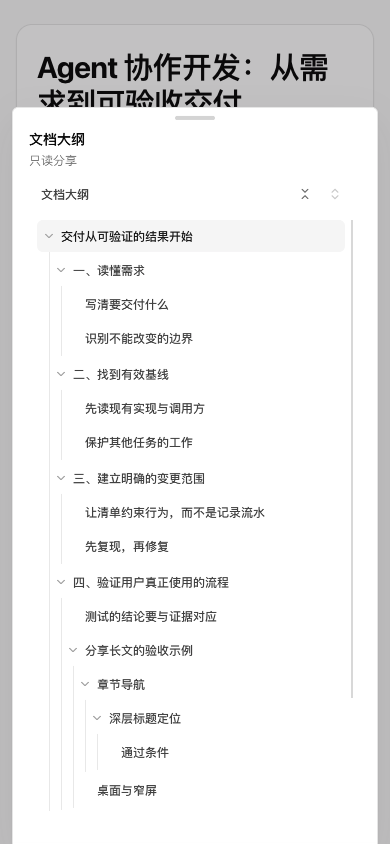 Agent 协作开发：从需
求到可验收交付
文档大纲
只读分享
文档大纲
交付从可验证的结果开始
一、读懂需求
写清要交付什么
识别不能改变的边界
二、找到有效基线
先读现有实现与调用方
保护其他任务的工作
三、建立明确的变更范围
让清单约束行为，而不是记录流水
先复现，再修复
四、验证用户真正使用的流程
测试的结论要与证据对应
分享长文的验收示例
章节导航
深层标题定位
通过条件
桌面与窄屏